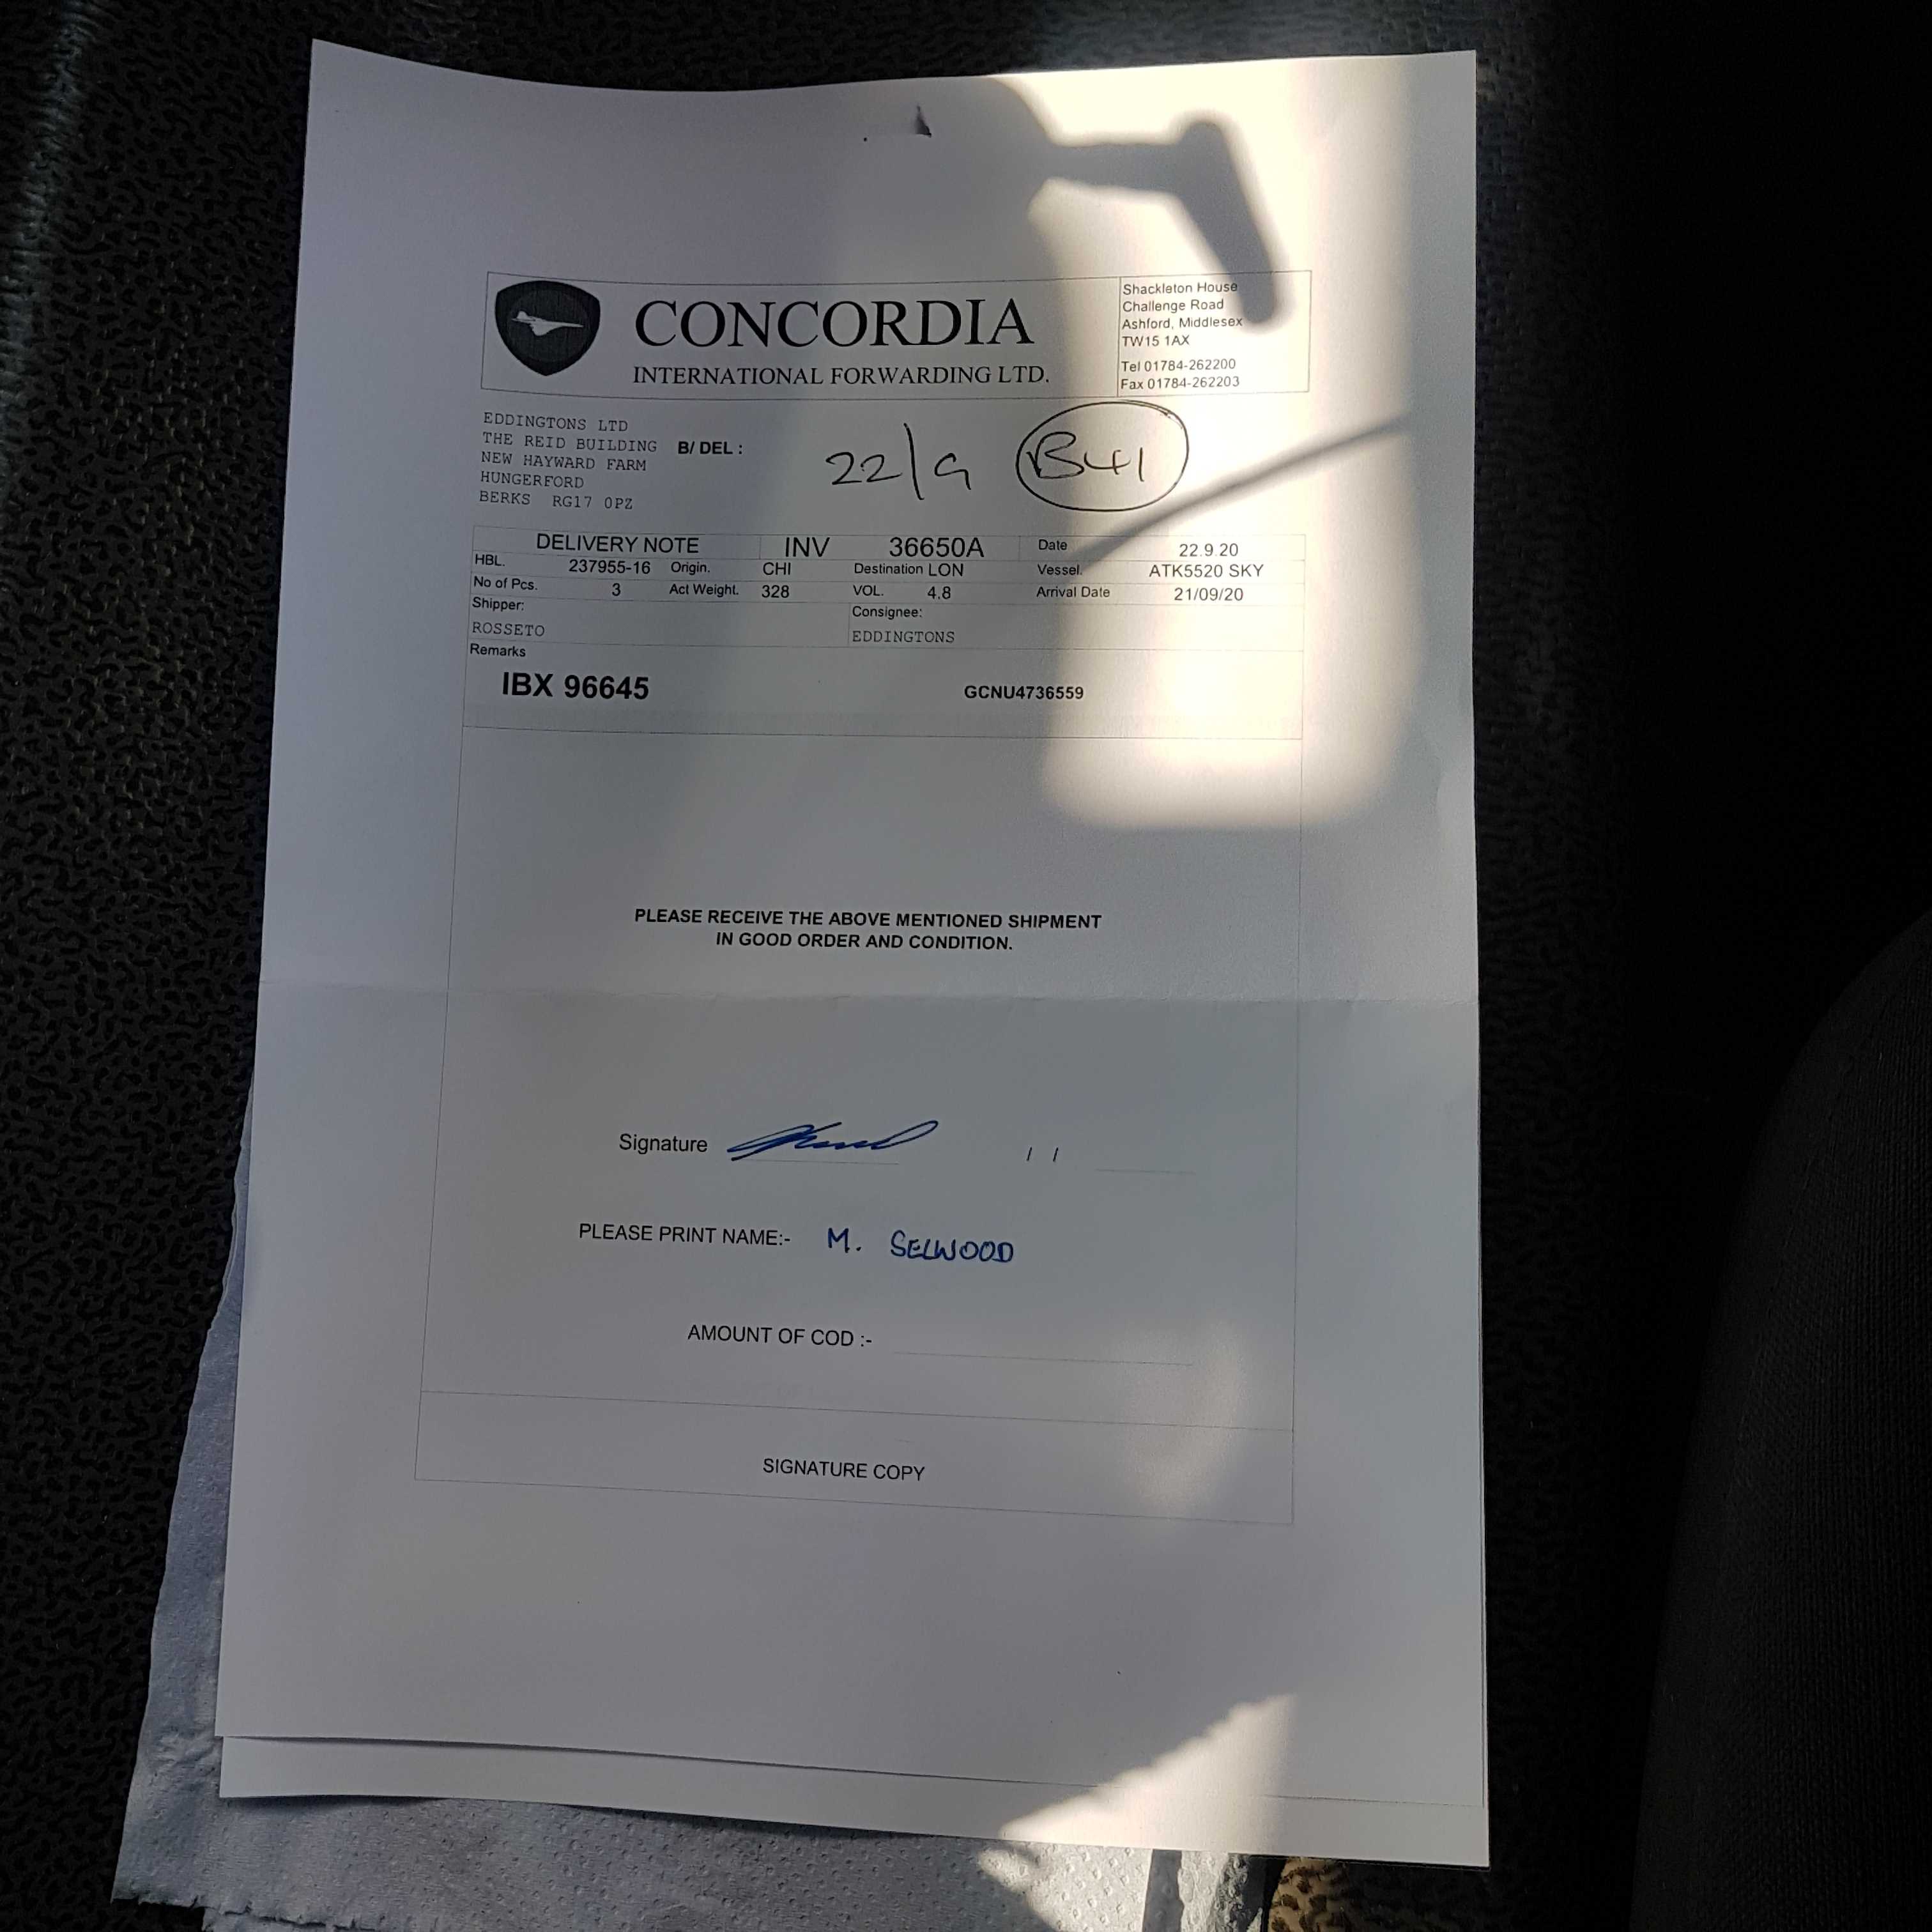 CONCORDIA
INTERNATIONAL FORWARDING LTD.
Shackleton House
Challenge Road
Ashford, Middlesex
TW15 1AX
Tel 01784-262200
Fax 01784-262203
EDDINGTONS LTD
THE REID BUILDING
NEW HAYWARD FARM
HUNGERFORD
BERKS RG17 0PZ
B/ DEL : 22/9 B41
DELIVERY NOTE INV 36650A Date 22.9.20
HBL. 237955-16 Origin. CHI Destination LON Vessel. ATK5520 SKY
No of Pcs. 3 Act Weight. 328 VOL. 4.8 Arrival Date 21/09/20
Shipper: Consignee:
ROSSETO EDDINGTONS
Remarks
IBX 96645 GCNU4736559
PLEASE RECEIVE THE ABOVE MENTIONED SHIPMENT
IN GOOD ORDER AND CONDITION.
Signature / /
PLEASE PRINT NAME:- M. SELWOOD
AMOUNT OF COD :-
SIGNATURE COPY